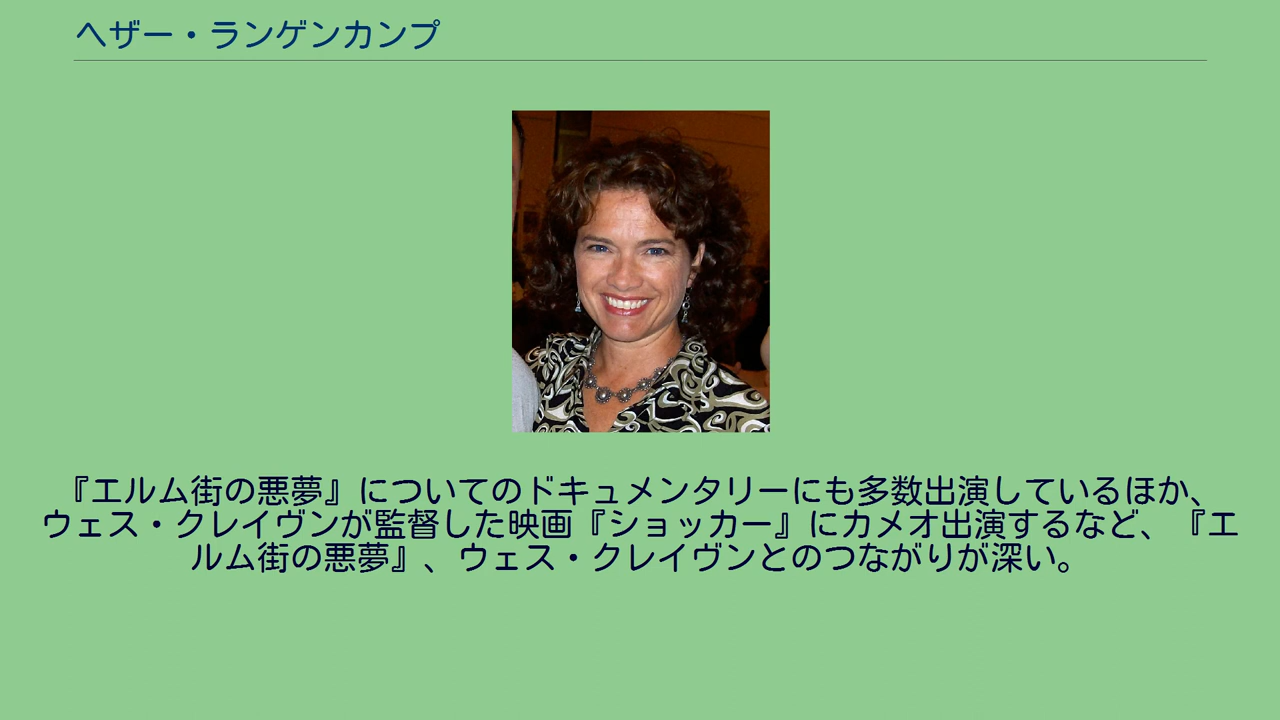 ヘザー・ランゲンカンプ
『エルム街の悪夢』についてのドキュメンタリーにも多数出演しているほか、
ウェス・クレイヴンが監督した映画『ショッカー』にカメオ出演するなど、『エ
ルム街の悪夢』、ウェス・クレイヴンとのつながりが深い。